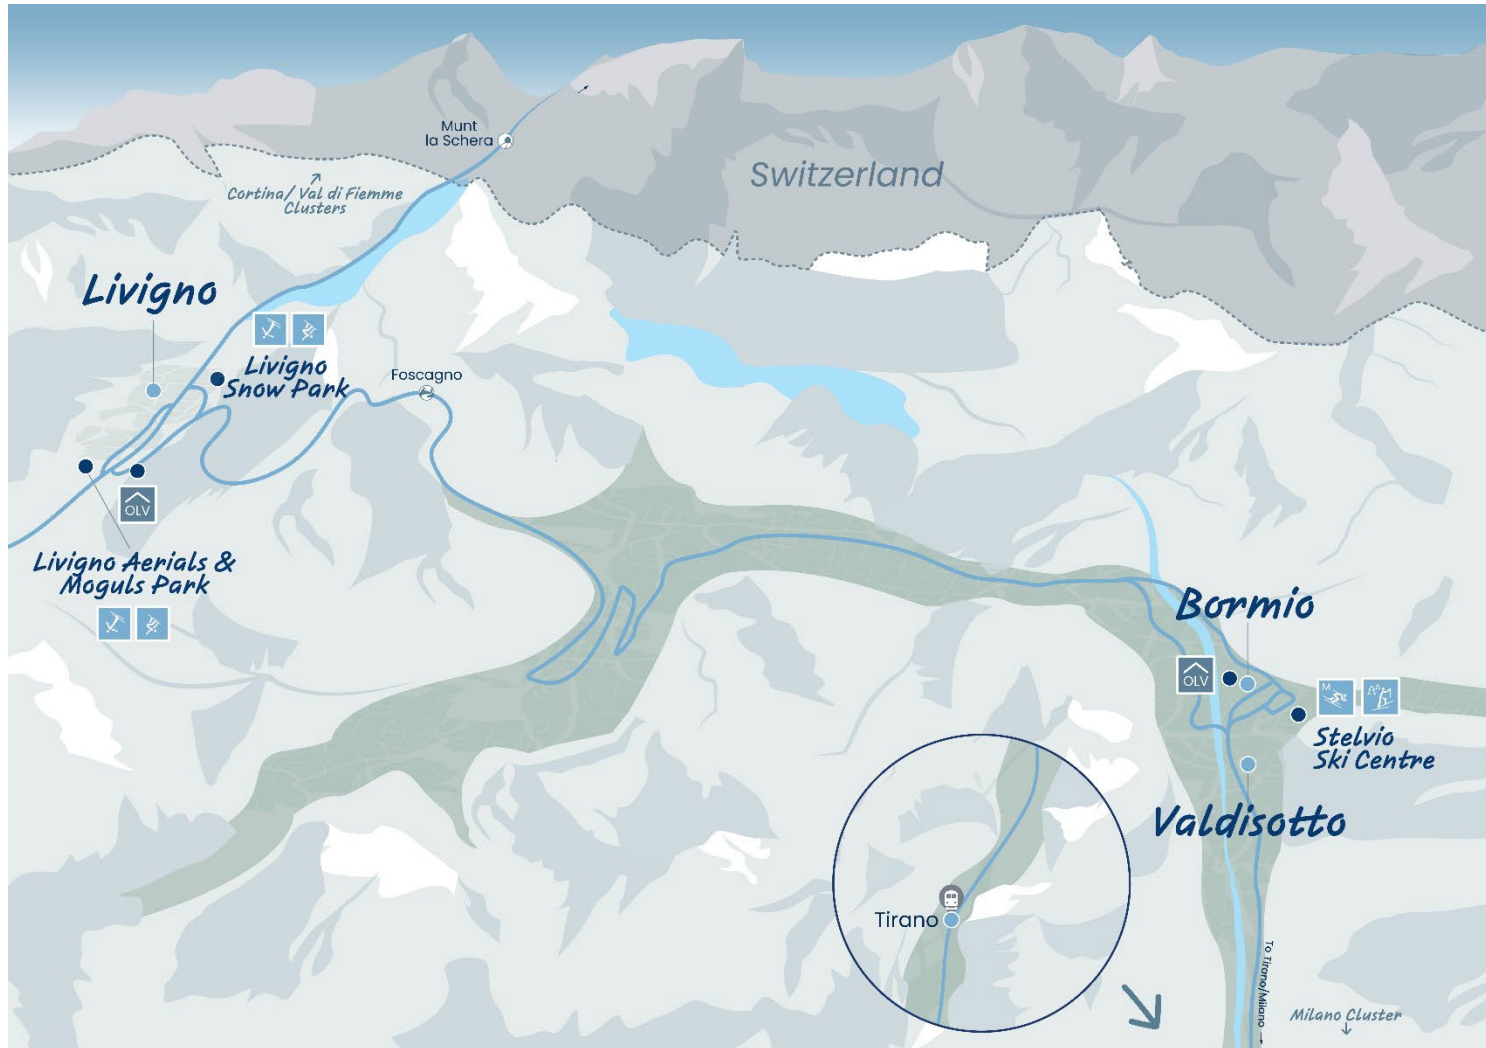 Munt
la Schera
Switzerland
Cortina/ Val di Fiemme
Clusters
Livigno
Livigno
Snow Park
Foscagno
OLV
Livigno Aerials &
Moguls Park
Bormio
OLV
M
Stelvio
Ski Centre
Valdisotto
Tirano
To Tirano/Milano
Milano Cluster